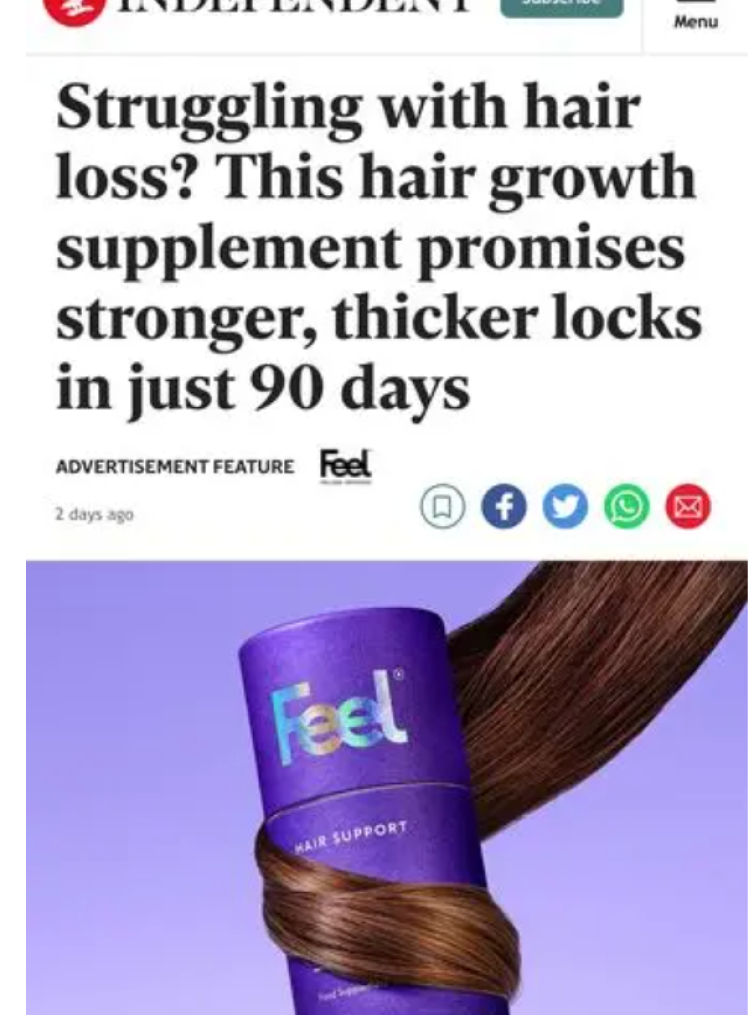 INDEPENDENT
Subscribe
Menu
Struggling with hair
loss? This hair growth
supplement promises
stronger, thicker locks
in just 90 days
ADVERTISEMENT FEATURE Feel
2 days ago
Feel®
HAIR SUPPORT